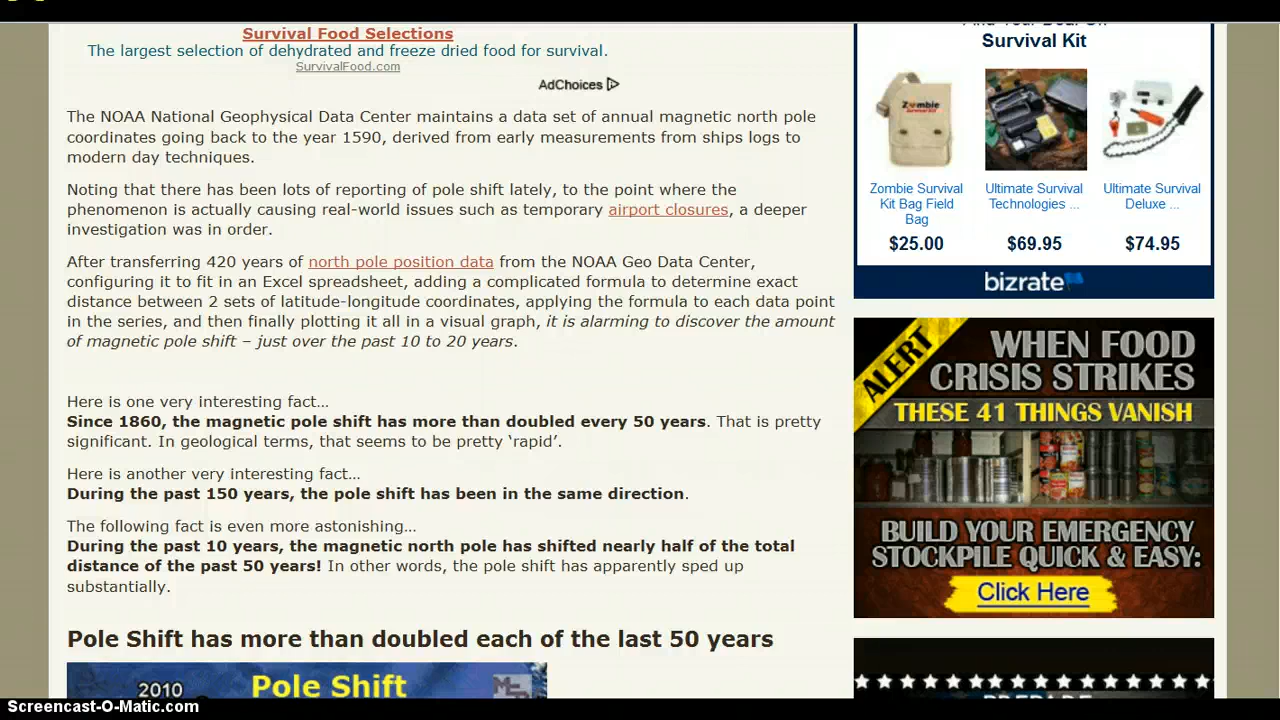 Survival Food Selections
The largest selection of dehydrated and freeze dried food for survival.
SurvivalFood.com
AdChoices
The NOAA National Geophysical Data Center maintains a data set of annual magnetic north pole
coordinates going back to the year 1590, derived from early measurements from ships logs to
modern day techniques.
Noting that there has been lots of reporting of pole shift lately, to the point where the
phenomenon is actually causing real-world issues such as temporary airport closures, a deeper
investigation was in order.
After transferring 420 years of north pole position data from the NOAA Geo Data Center,
configuring it to fit in an Excel spreadsheet, adding a complicated formula to determine exact
distance between 2 sets of latitude-longitude coordinates, applying the formula to each data point
in the series, and then finally plotting it all in a visual graph, it is alarming to discover the amount
of magnetic pole shift – just over the past 10 to 20 years.
Here is one very interesting fact…
Since 1860, the magnetic pole shift has more than doubled every 50 years. That is pretty
significant. In geological terms, that seems to be pretty ‘rapid’.
Here is another very interesting fact…
During the past 150 years, the pole shift has been in the same direction.
The following fact is even more astonishing…
During the past 10 years, the magnetic north pole has shifted nearly half of the total
distance of the past 50 years! In other words, the pole shift has apparently sped up
substantially.
Pole Shift has more than doubled each of the last 50 years
2010
Pole Shift
Survival Kit
Zombie
Zombie Survival
Kit Bag Field
Bag
$25.00
Ultimate Survival
Technologies ...
$69.95
Ultimate Survival
Deluxe ...
$74.95
bizrate
ALERT
WHEN FOOD
CRISIS STRIKES
THESE 41 THINGS VANISH
BUILD YOUR EMERGENCY
STOCKPILE QUICK & EASY:
Click Here
Screencast-O-Matic.com